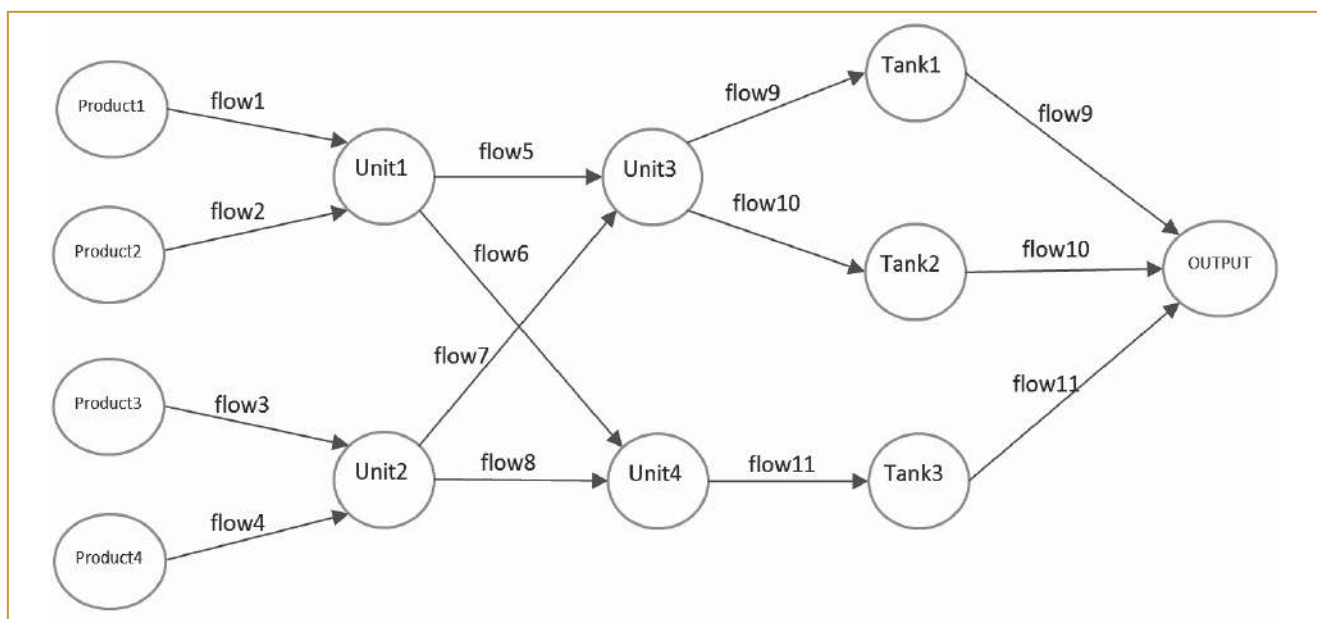 Product1
flow1
Product2
flow2
Product3
flow3
Product4
flow4
Unit1
Unit2
flow5
flow6
flow7
flow8
Unit3
Unit4
flow9
flow10
flow11
Tank1
Tank2
Tank3
flow9
flow10
flow11
OUTPUT